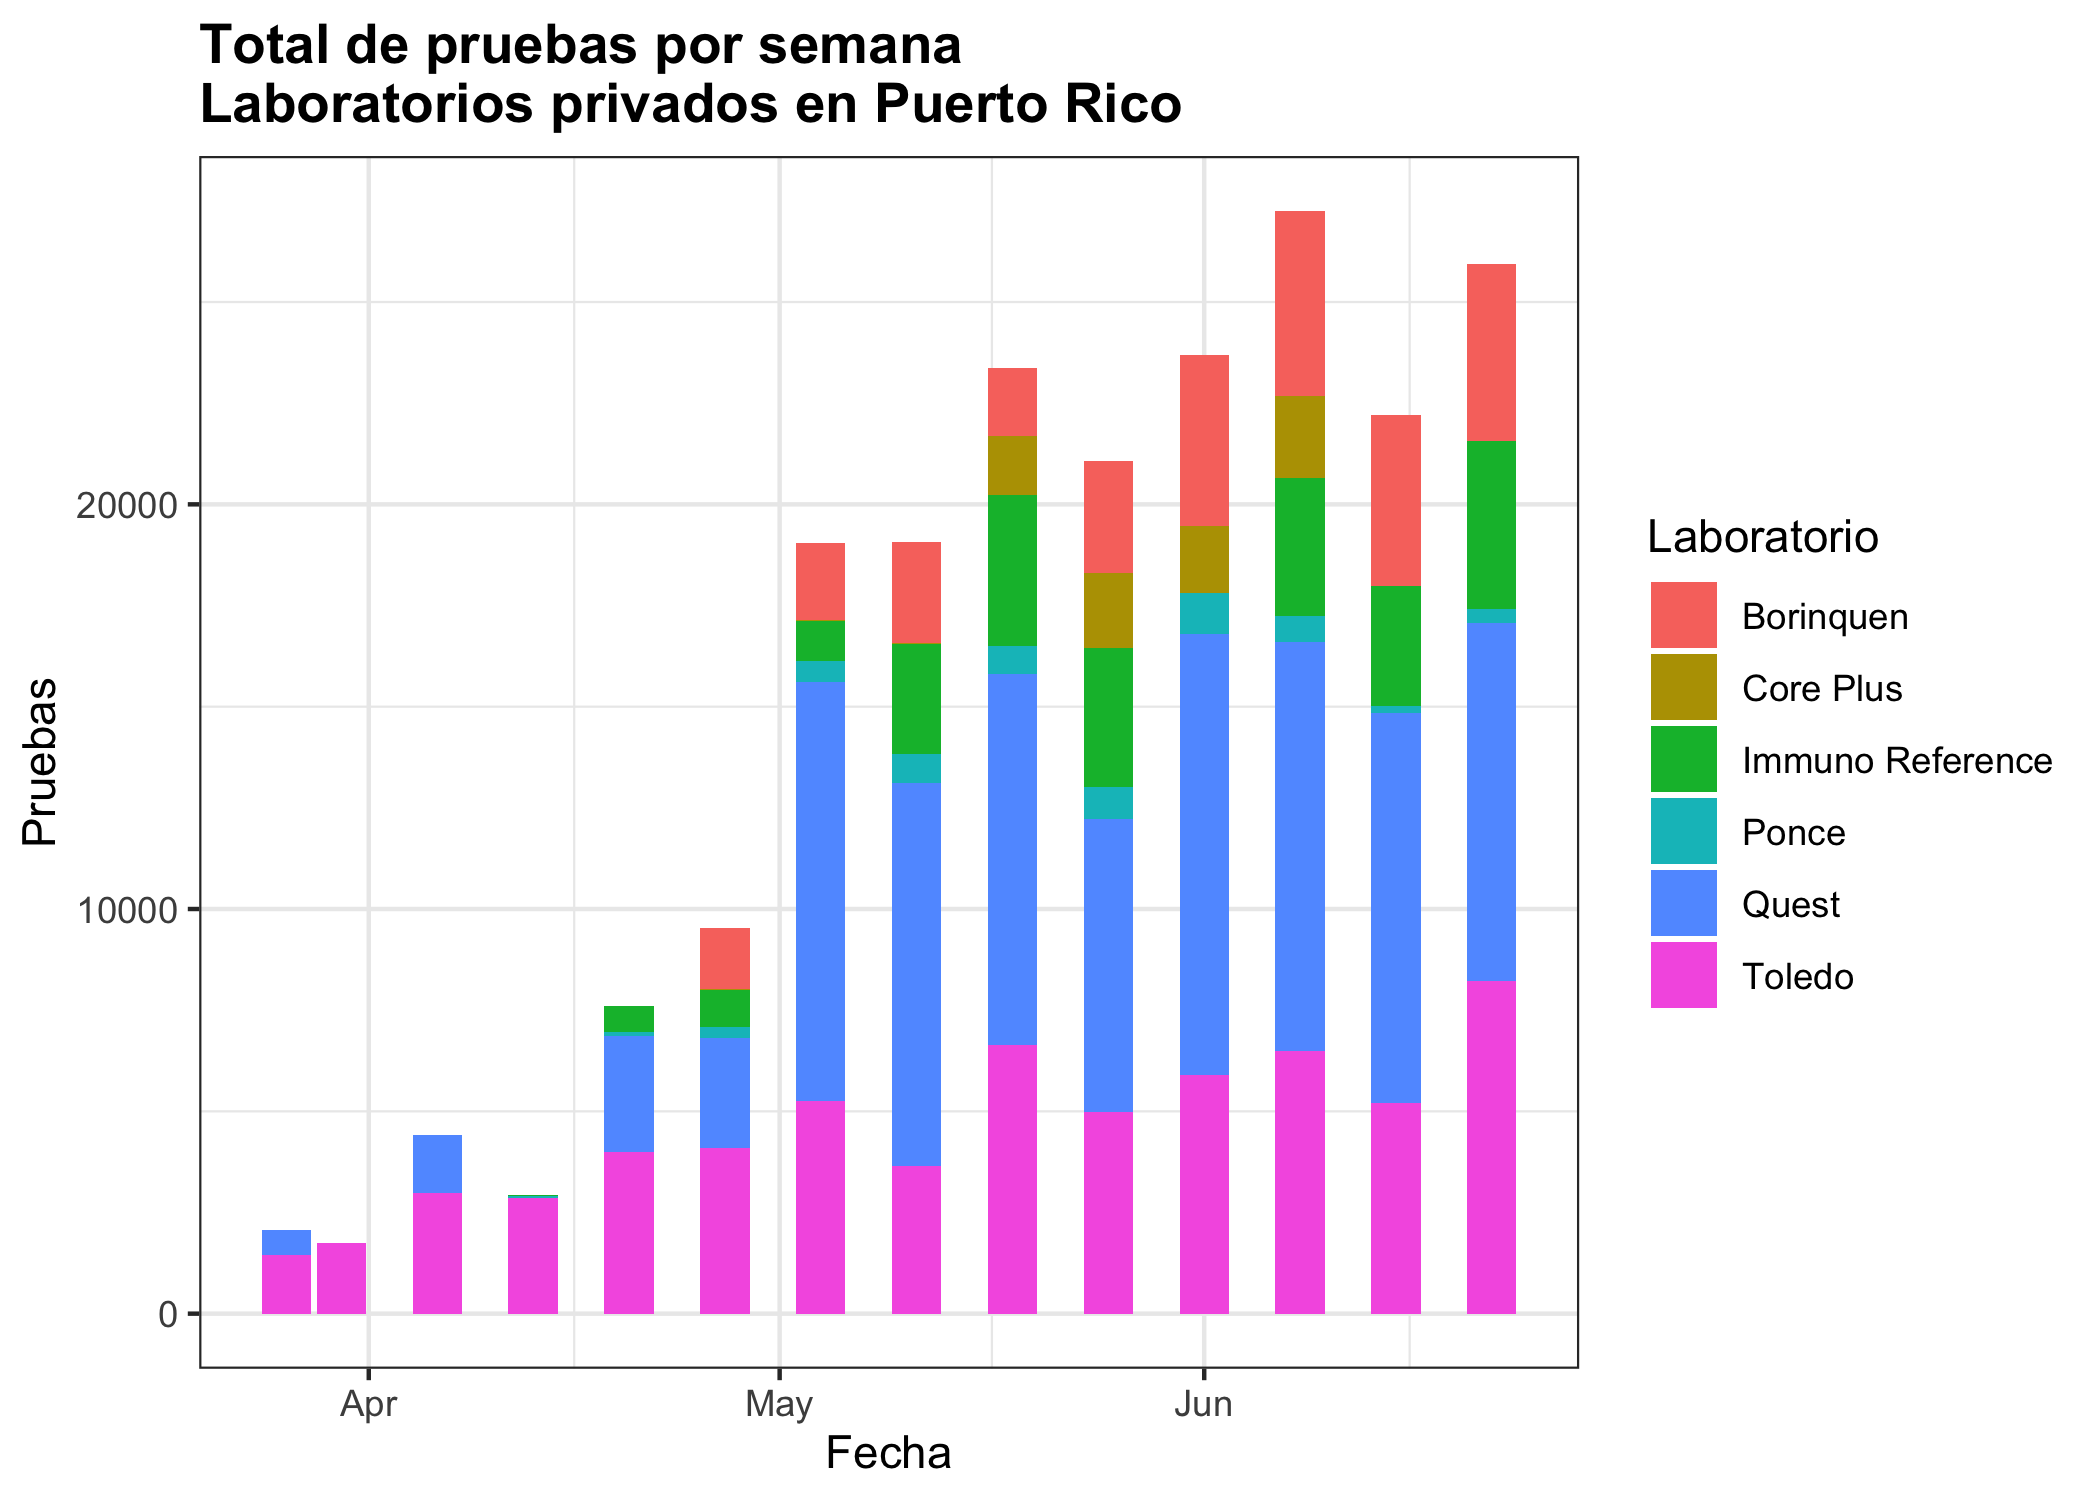 Total de pruebas por semana
Laboratorios privados en Puerto Rico
Pruebas
20000
10000
0
Apr
May
Jun
Fecha
Laboratorio
Borinquen
Core Plus
Immuno Reference
Ponce
Quest
Toledo